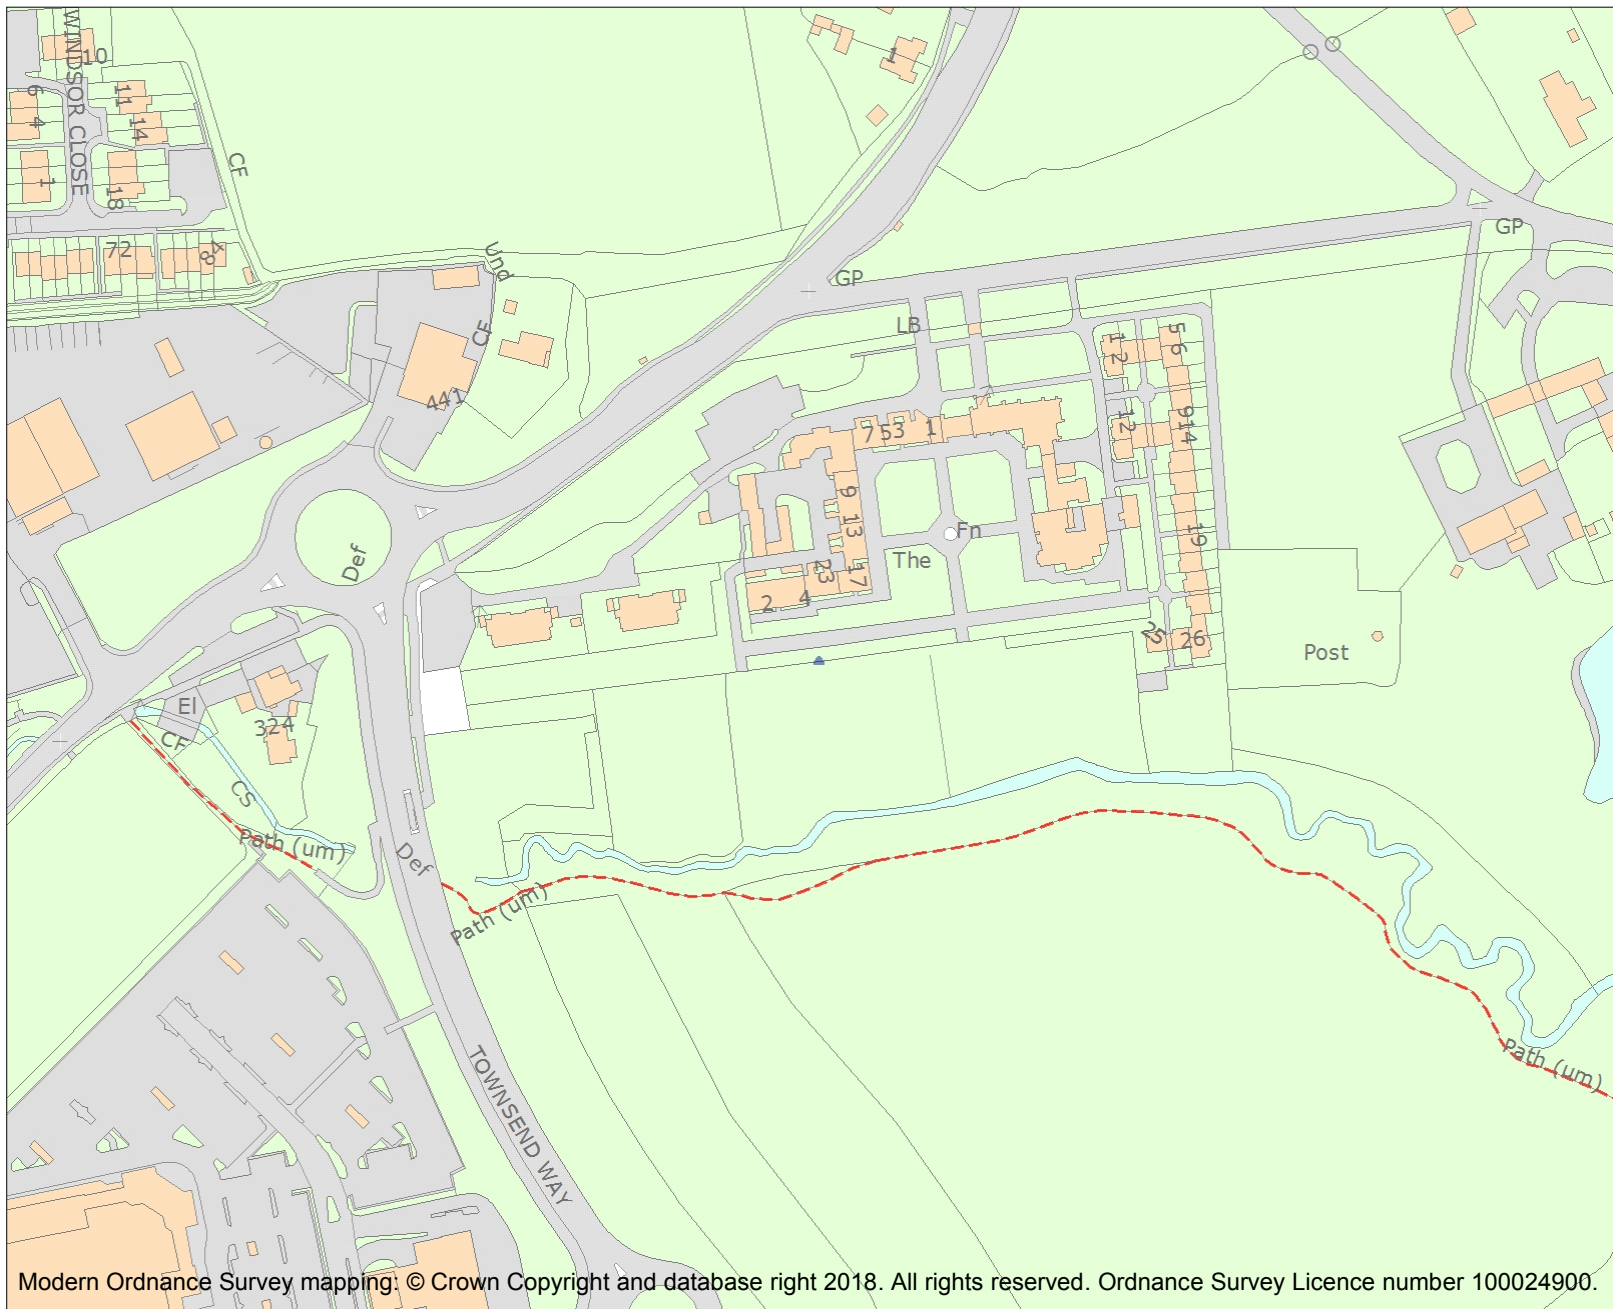 WINDSOR CLOSE
10
1
6
4
11
14
CF
1
18
GP
72
48
Und
GP
LB
CF
1
2
5
6
441
7
5
3
1
12
9
14
9
13
Fn
19
Def
The
23
17
2
4
25
26
Post
El
324
CF
CS
Path (um)
Def
Path (um)
Path (um)
TOWNSEND WAY
Modern Ordnance Survey mapping: © Crown Copyright and database right 2018. All rights reserved. Ordnance Survey Licence number 100024900.